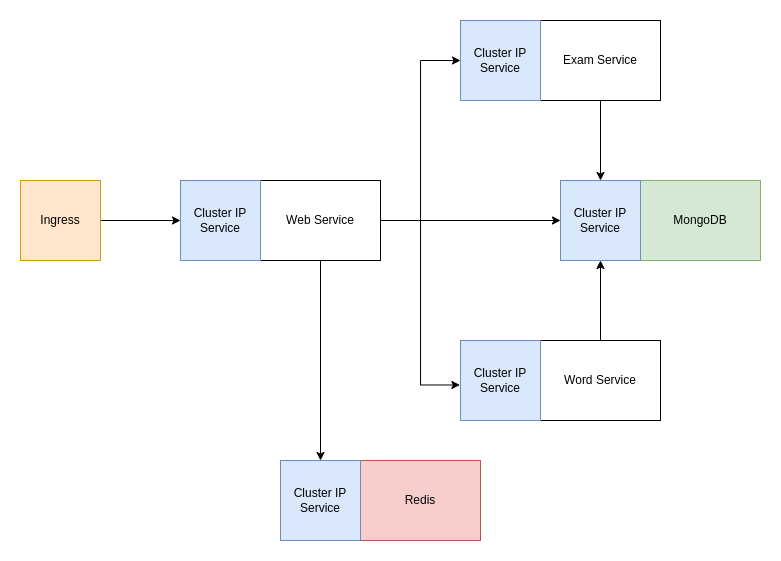 Cluster IP
Service
Exam Service
Ingress
Cluster IP
Service
Web Service
Cluster IP
Service
MongoDB
Cluster IP
Service
Word Service
Cluster IP
Service
Redis